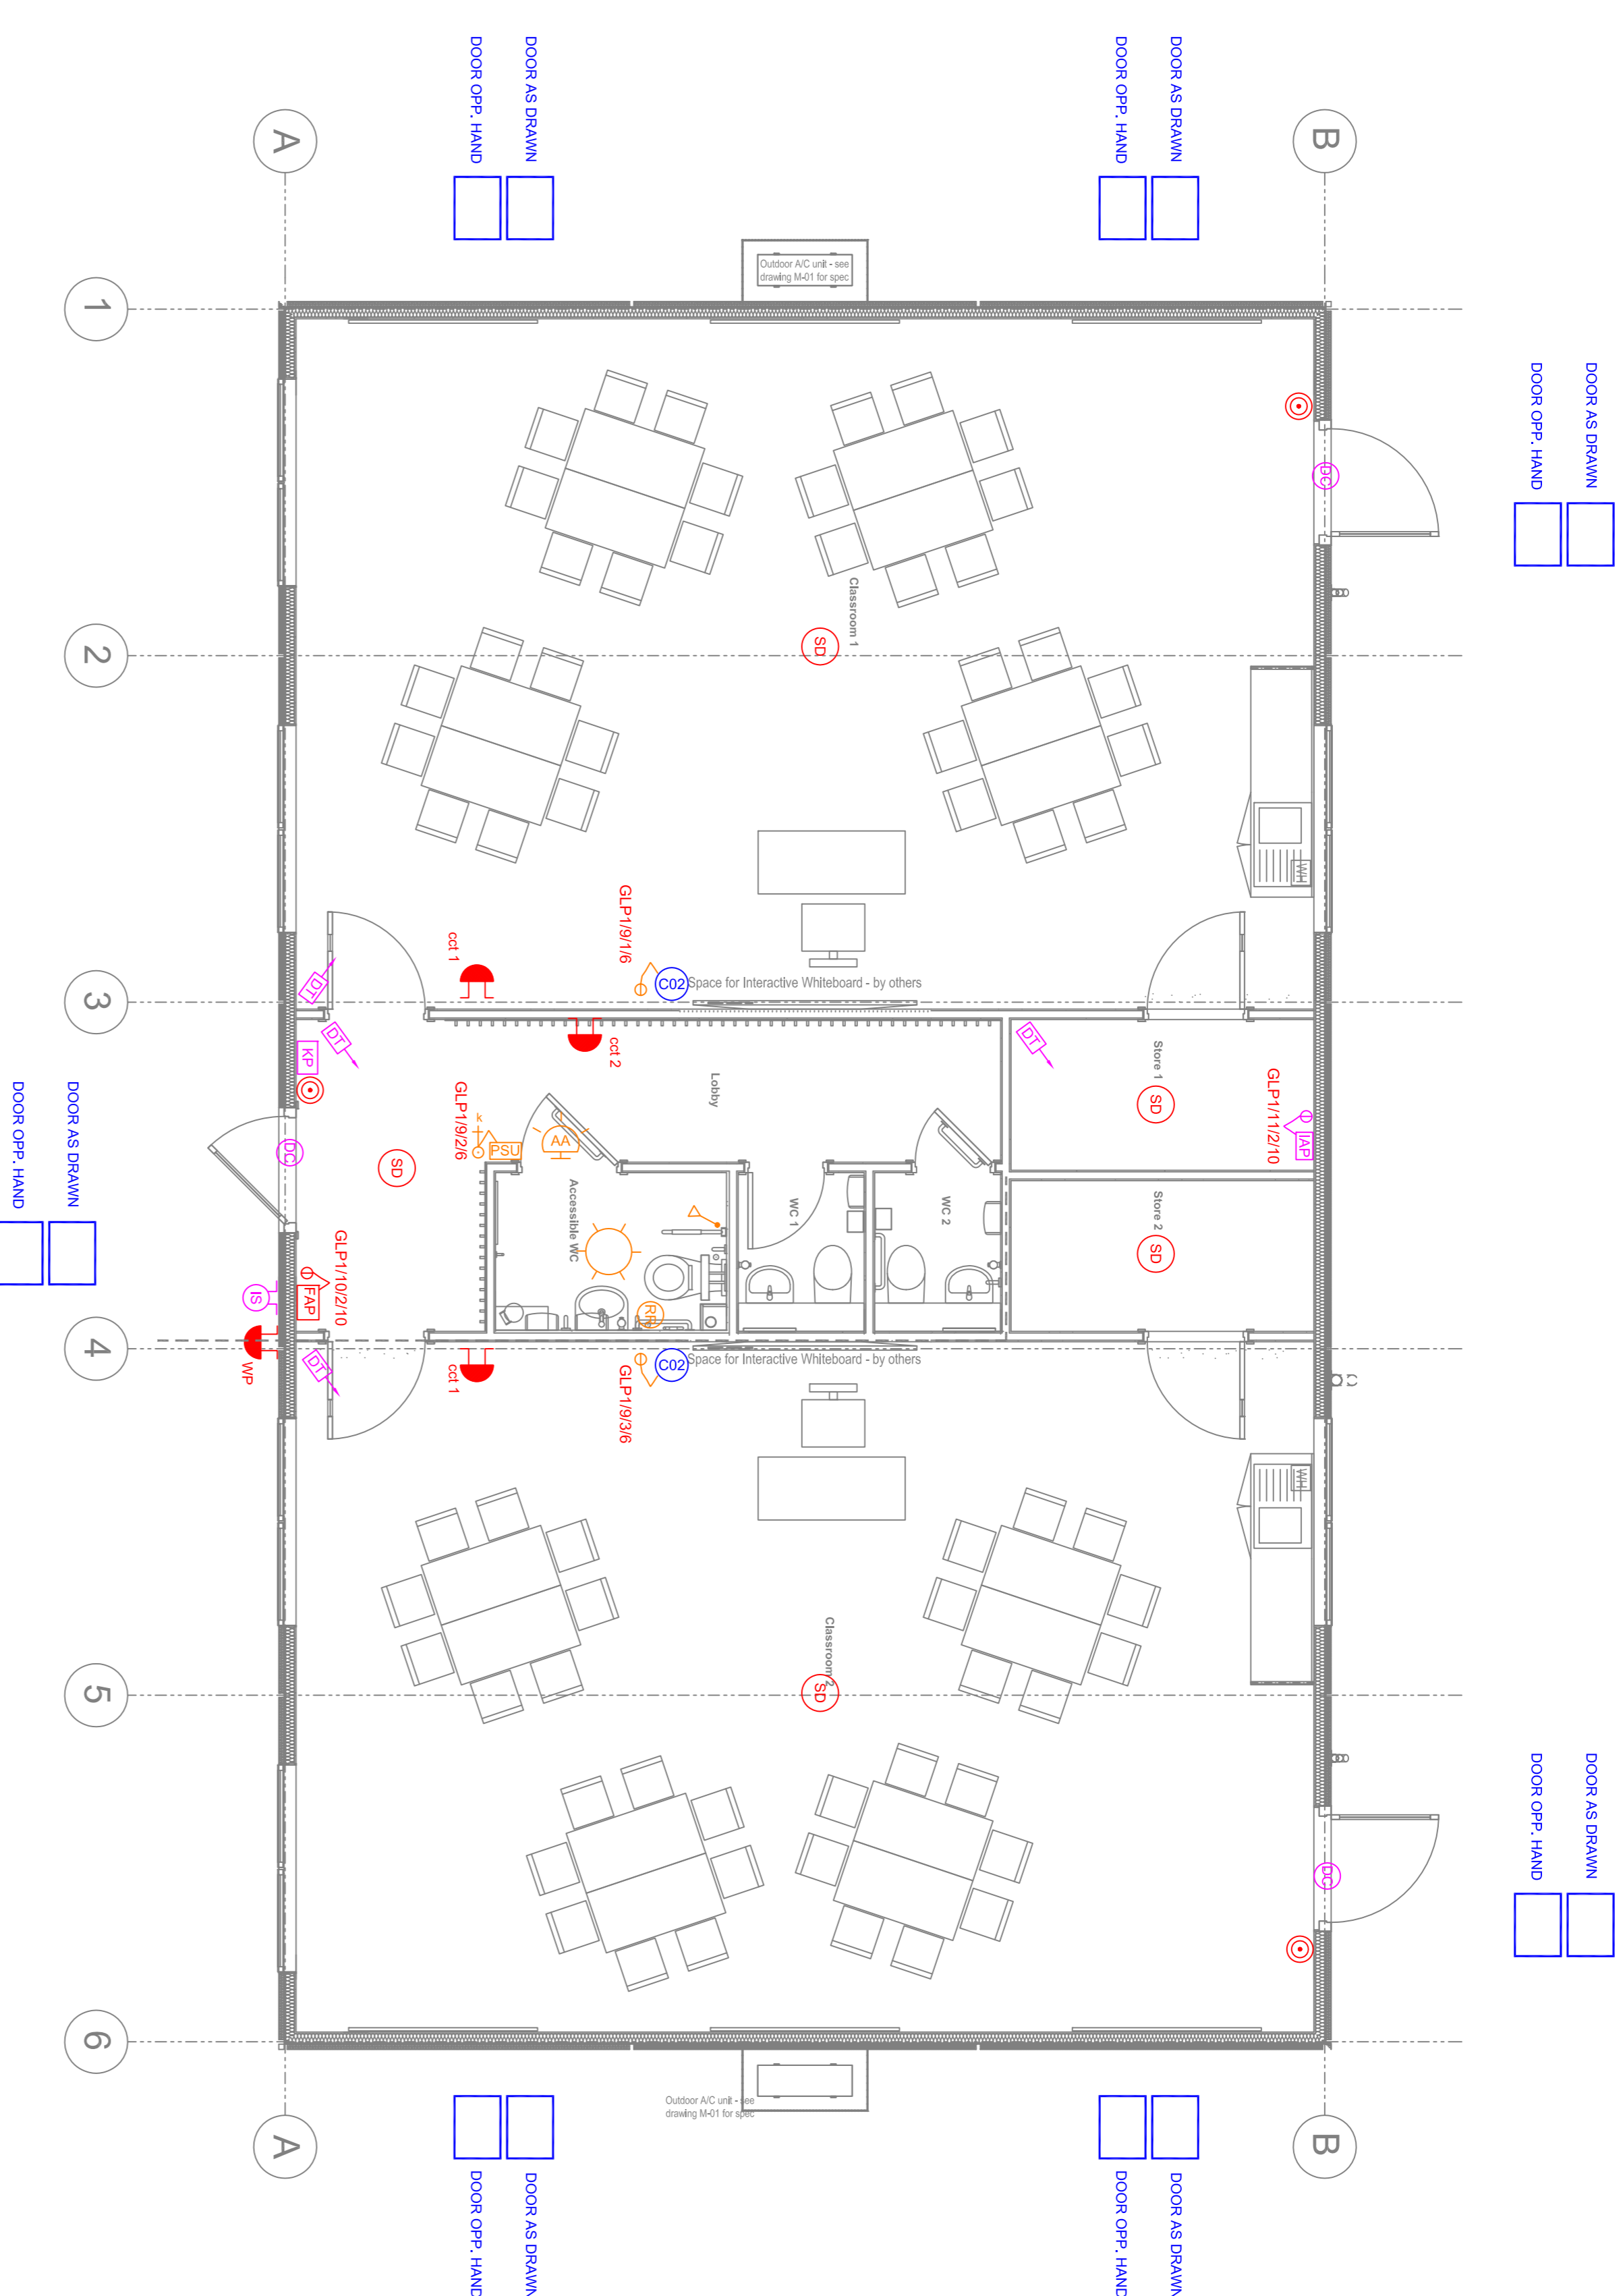 DOOR AS DRAWN
DOOR OPP. HAND
DOOR AS DRAWN
DOOR OPP. HAND
DOOR AS DRAWN
DOOR OPP. HAND
A
B
1
Outdoor A/C unit - see
drawing M-01 for spec
DC
Classroom 1
SD
2
WH
GLP1/9/1/6
cct 1
C02
Space for Interactive Whiteboard - by others
DT
3
DT
KP
cct 2
DT
Store 1
SD
GLP1/11/2/10
IAP
Lobby
GLP1/9/2/6
k
PSU
AA
DC
SD
DOOR AS DRAWN
DOOR OPP. HAND
Accessible WC
WC 1
WC 2
Store 2
SD
GLP1/10/2/10
FAP
IS
RR
WP
4
DT
cct 1
C02
Space for Interactive Whiteboard - by others
GLP1/9/3/6
WH
Classroom 2
SD
5
DC
DOOR AS DRAWN
DOOR OPP. HAND
6
Outdoor A/C unit - see
drawing M-01 for spec
A
B
DOOR AS DRAWN
DOOR OPP. HAND
DOOR AS DRAWN
DOOR OPP. HAND